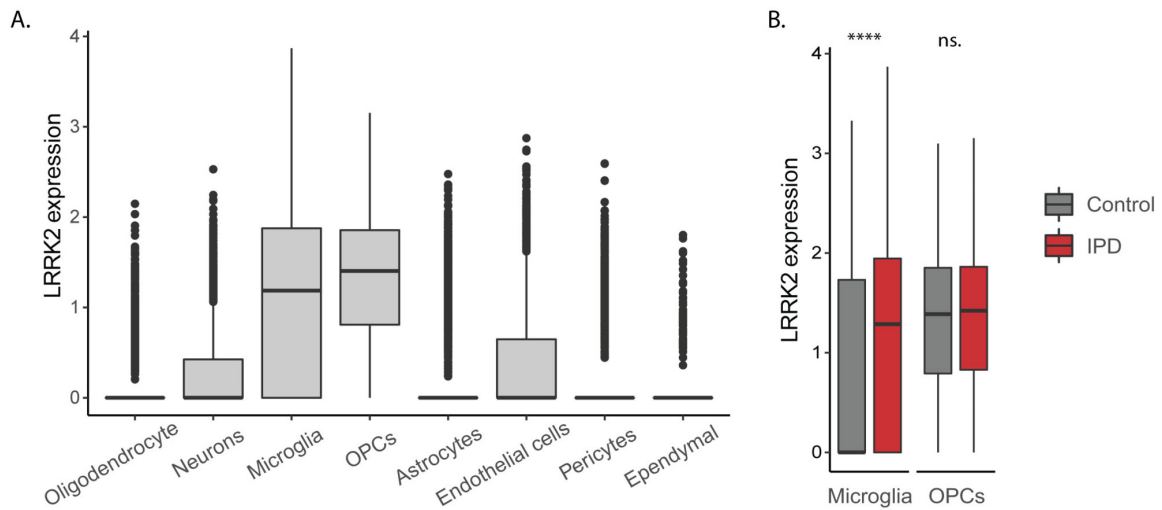 A.
LRRK2 expression
4
3
2
1
0
Oligodendrocyte
Neurons
Microglia
OPCs
Astrocytes
Endothelial cells
Pericytes
Ependymal
B.
LRRK2 expression
4
3
2
1
0
****
ns.
Microglia
OPCs
Control
IPD